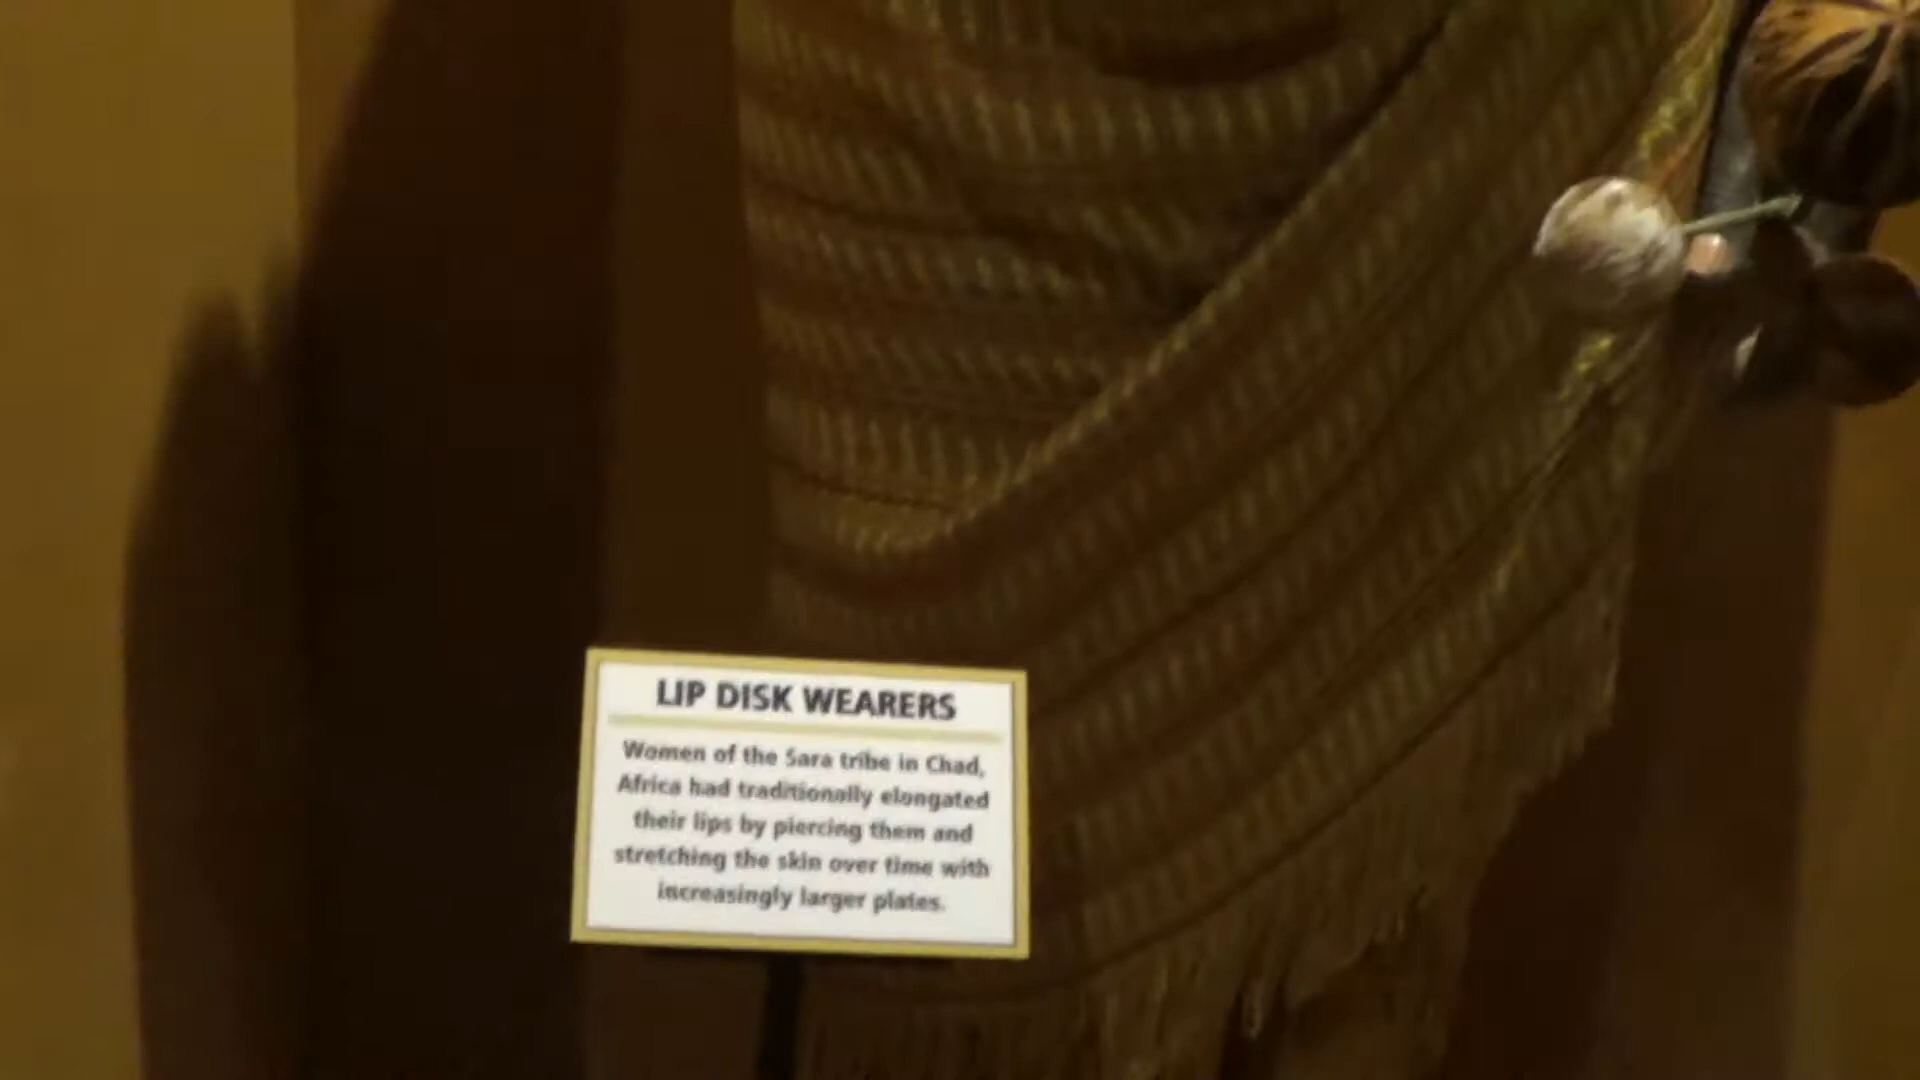 LIP DISK WEARERS
Women of the Sara tribe in Chad,
Africa had traditionally elongated
their lips by piercing them and
stretching the skin over time with
increasingly larger plates.